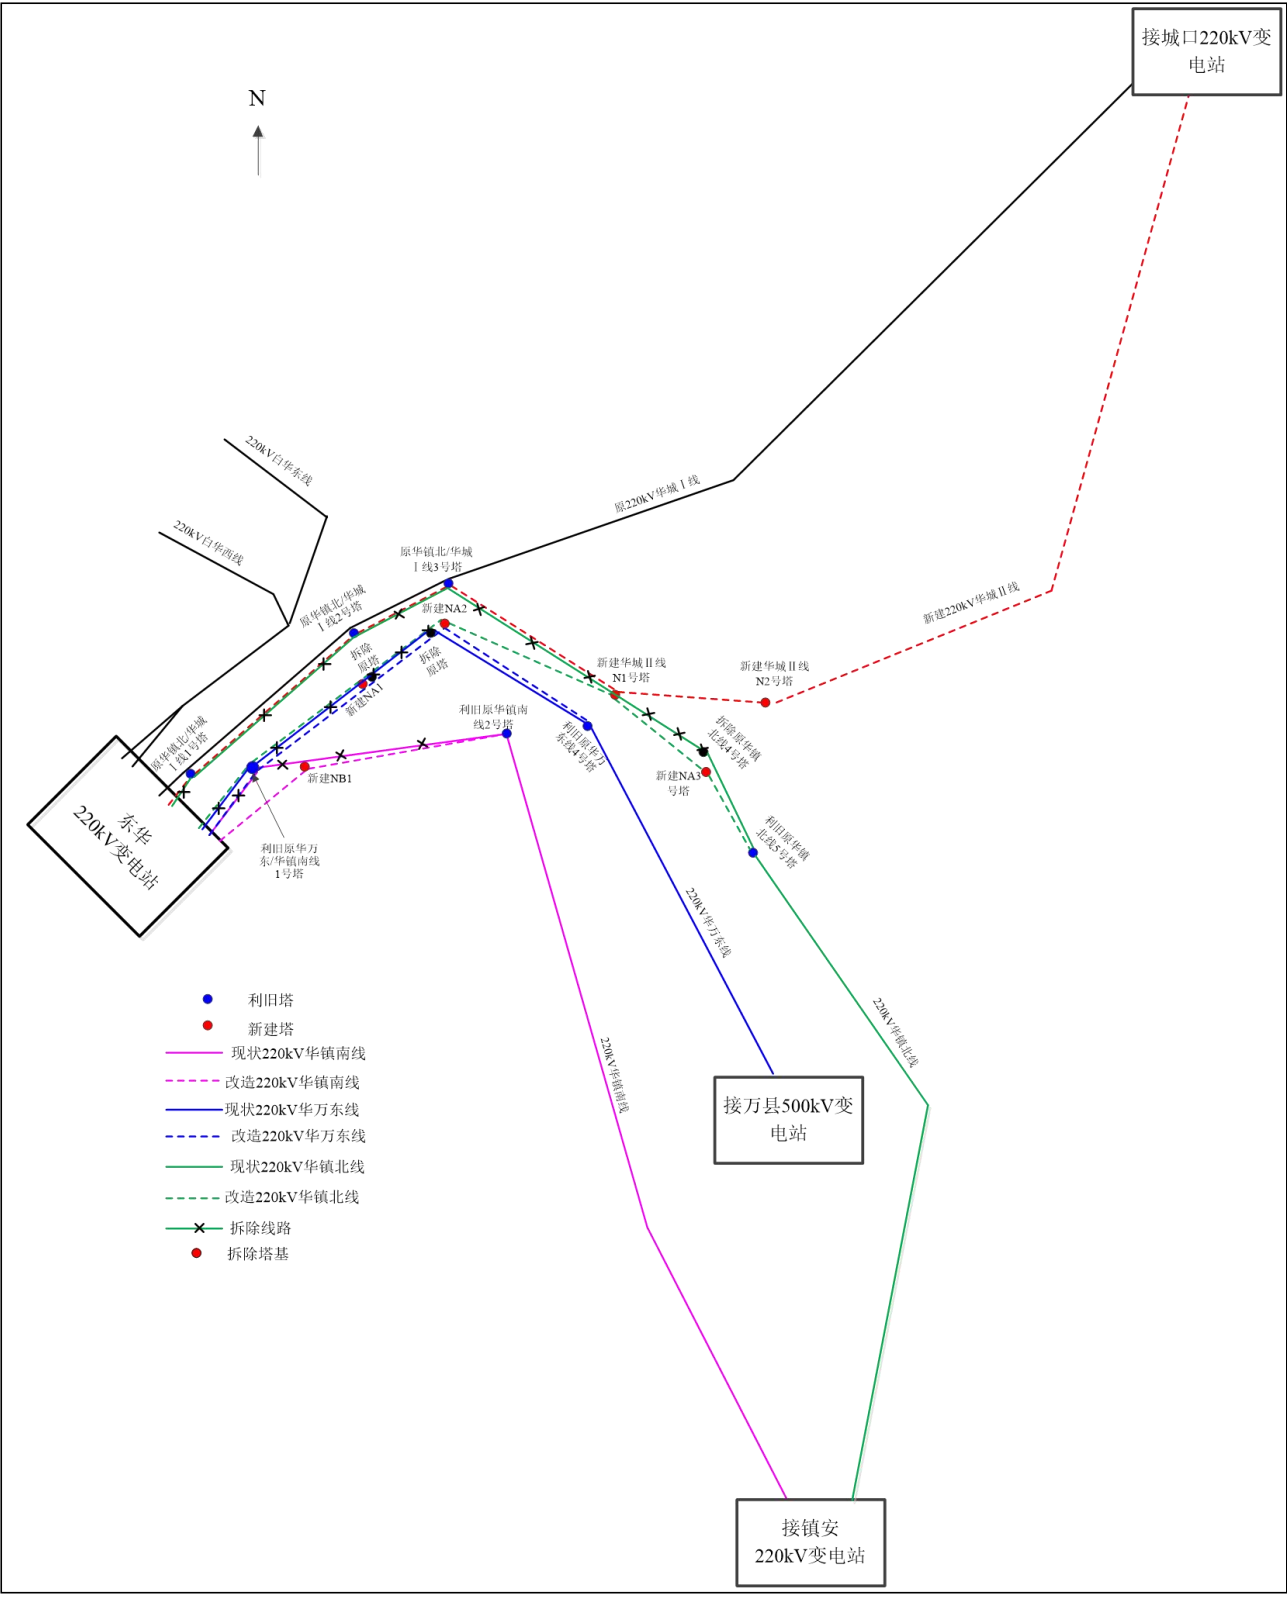 接城口220kV变
电站
N
220kV白华东线
220kV白华西线
原220kV华城Ⅰ线
原华镇北/华城
Ⅰ线3号塔
原华镇北/华城
Ⅰ线2号塔
新建NA2
新建220kV华城Ⅱ线
拆除
原塔
拆除
原塔
新建华城Ⅱ线
N1号塔
新建华城Ⅱ线
N2号塔
新建NA1
利旧原华镇南
线2号塔
原华镇北/华城
Ⅰ线1号塔
利旧原华万
东线4号塔
拆除原华镇
北线4号塔
新建NB1
新建NA3
号塔
东华
220kV变电站
利旧原华万
东/华镇南线
1号塔
利旧原华镇
北线5号塔
220kV华万东线
利旧塔
新建塔
现状220kV华镇南线
改造220kV华镇南线
现状220kV华万东线
改造220kV华万东线
现状220kV华镇北线
改造220kV华镇北线
拆除线路
拆除塔基
220kV华镇南线
220kV华镇北线
接万县500kV变
电站
接镇安
220kV变电站